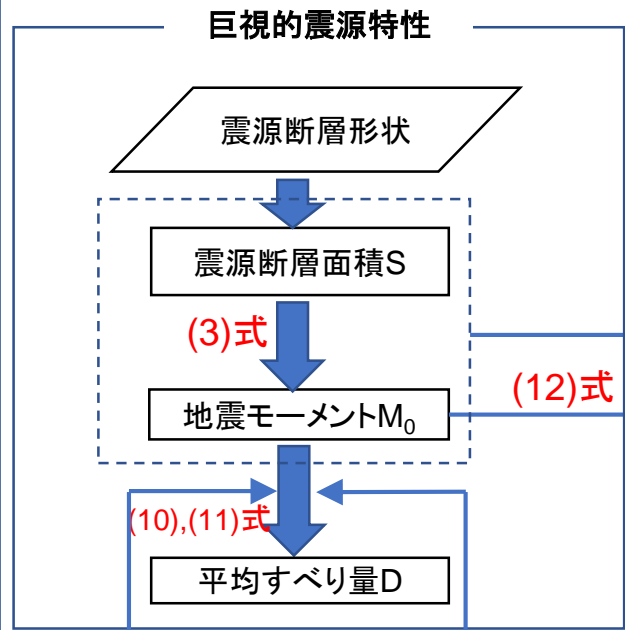 巨視的震源特性
震源断層形状
震源断層面積S
(3)式
(12)式
地震モーメントM₀
(10),(11)式
平均すべり量D